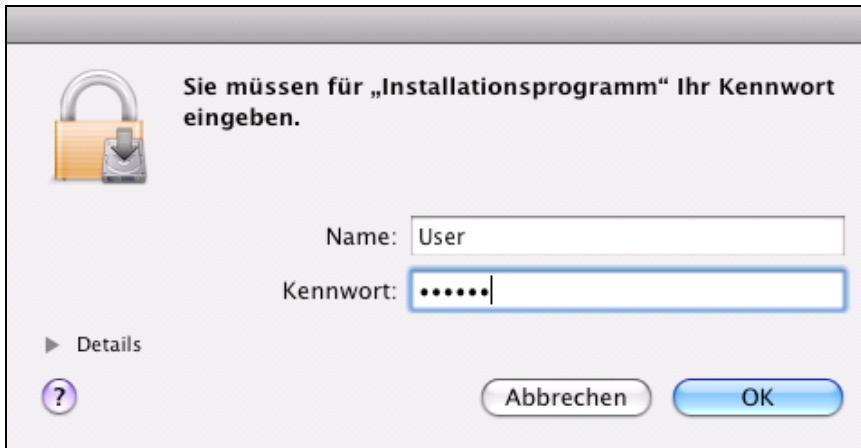 Sie müssen für „Installationsprogramm“ Ihr Kennwort
eingeben.
Name: User
Kennwort: ••••••
Details
?
Abbrechen
OK